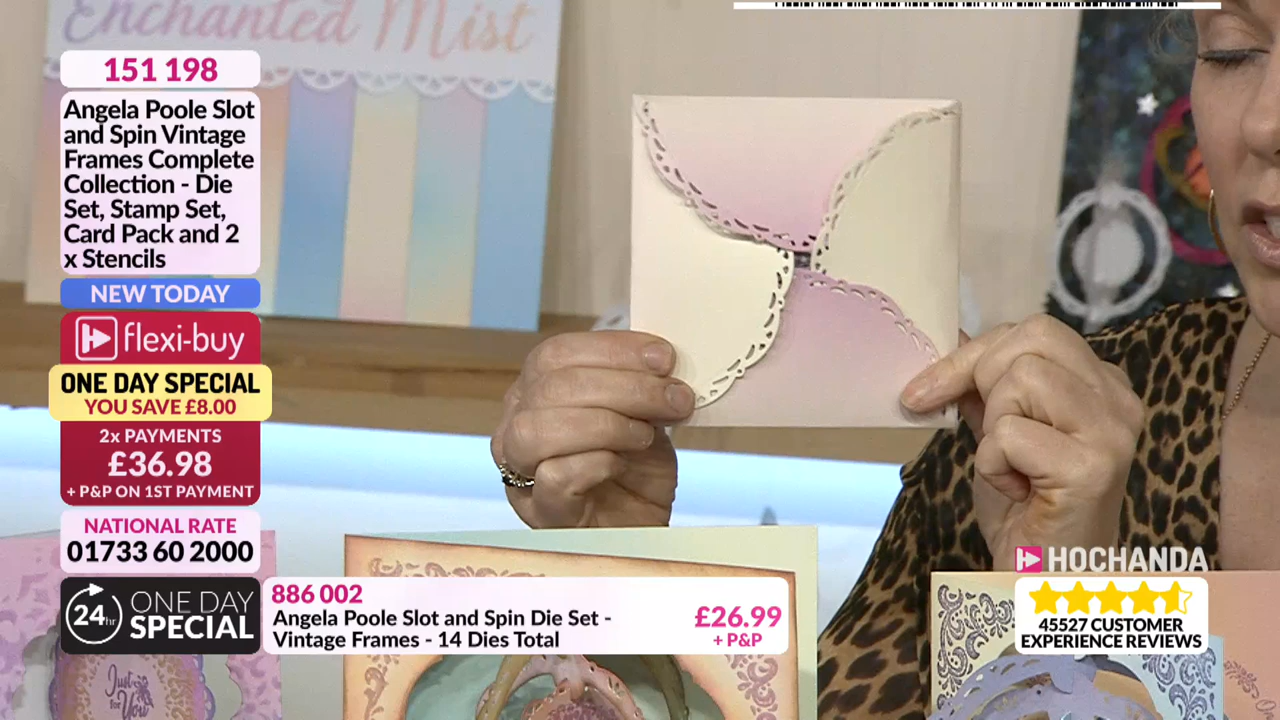 Enchanted Mist
151 198
Angela Poole Slot
and Spin Vintage
Frames Complete
Collection - Die
Set, Stamp Set,
Card Pack and 2
x Stencils
NEW TODAY
flexi-buy
ONE DAY SPECIAL
YOU SAVE £8.00
2x PAYMENTS
£36.98
+ P&P ON 1ST PAYMENT
NATIONAL RATE
01733 60 2000
24hr
ONE DAY
SPECIAL
886 002
Angela Poole Slot and Spin Die Set -
Vintage Frames - 14 Dies Total
£26.99
+ P&P
HOCHANDA
45527 CUSTOMER
EXPERIENCE REVIEWS
Just
for
You